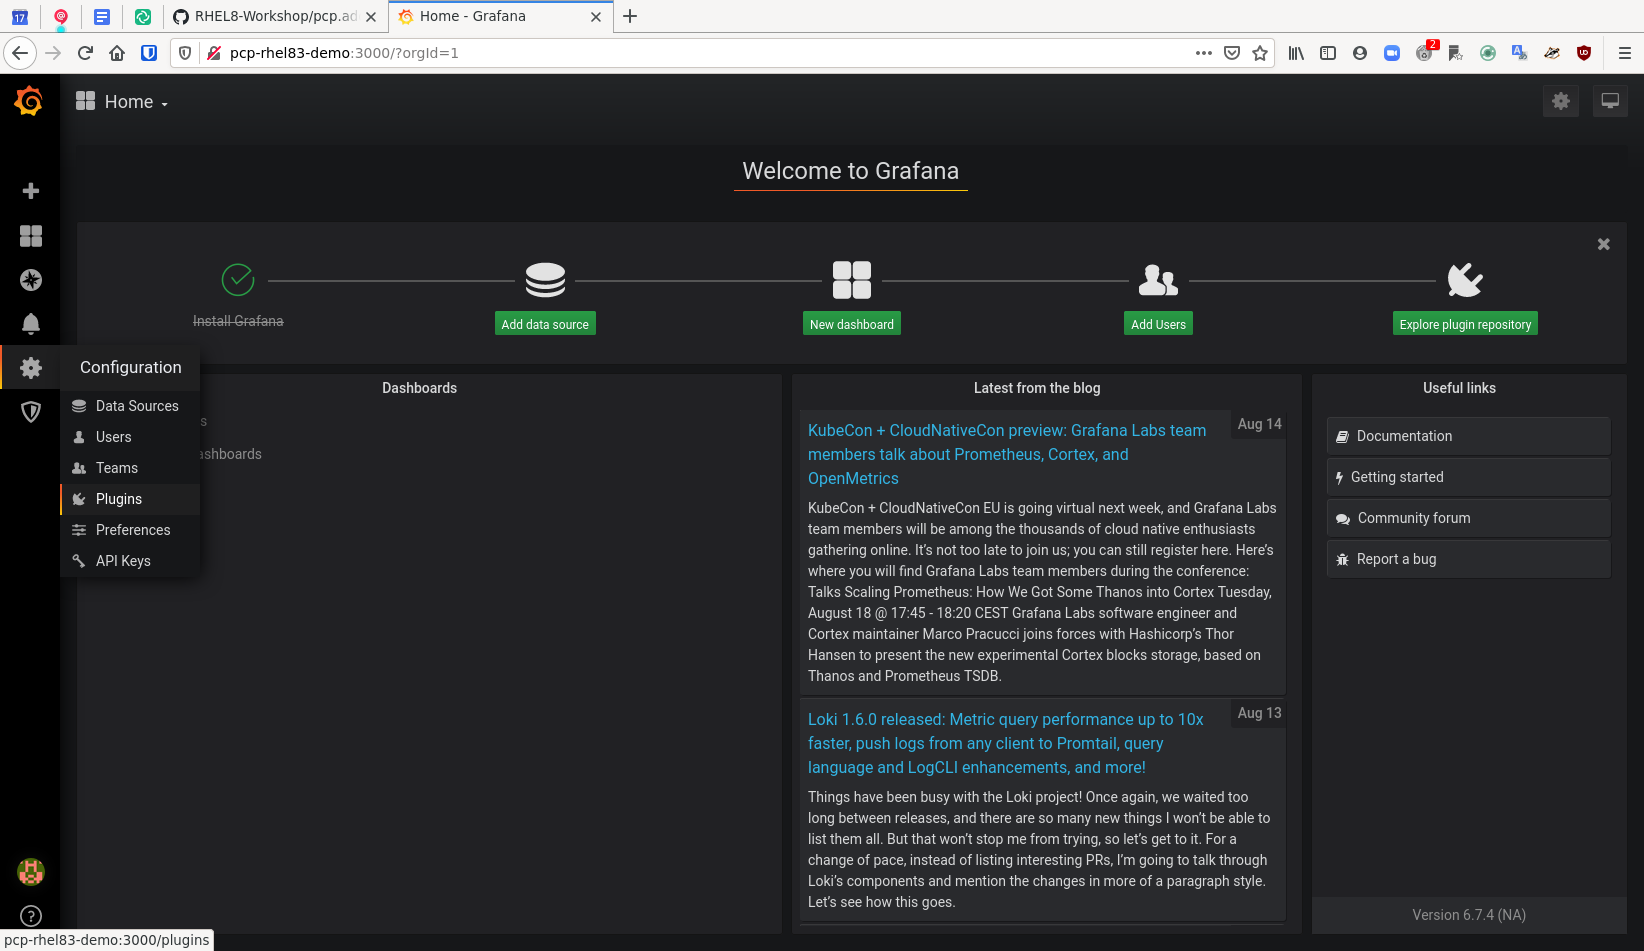 17
RHEL8-Workshop/pcp.ad
Home - Grafana
pcp-rhel83-demo:3000/?orgId=1
2
Home
Welcome to Grafana
Install Grafana
Add data source
New dashboard
Add Users
Explore plugin repository
Configuration
Data Sources
Users
Teams
Plugins
Preferences
API Keys
Dashboards
s
ashboards
Latest from the blog
KubeCon + CloudNativeCon preview: Grafana Labs team
members talk about Prometheus, Cortex, and
OpenMetrics
Aug 14
KubeCon + CloudNativeCon EU is going virtual next week, and Grafana Labs
team members will be among the thousands of cloud native enthusiasts
gathering online. It’s not too late to join us; you can still register here. Here’s
where you will find Grafana Labs team members during the conference:
Talks Scaling Prometheus: How We Got Some Thanos into Cortex Tuesday,
August 18 @ 17:45 - 18:20 CEST Grafana Labs software engineer and
Cortex maintainer Marco Pracucci joins forces with Hashicorp’s Thor
Hansen to present the new experimental Cortex blocks storage, based on
Thanos and Prometheus TSDB.
Loki 1.6.0 released: Metric query performance up to 10x
faster, push logs from any client to Promtail, query
language and LogCLI enhancements, and more!
Aug 13
Things have been busy with the Loki project! Once again, we waited too
long between releases, and there are so many new things I won’t be able to
list them all. But that won’t stop me from trying, so let’s get to it. For a
change of pace, instead of listing interesting PRs, I’m going to talk through
Loki’s components and mention the changes in more of a paragraph style.
Let’s see how this goes.
Useful links
Documentation
Getting started
Community forum
Report a bug
Version 6.7.4 (NA)
pcp-rhel83-demo:3000/plugins